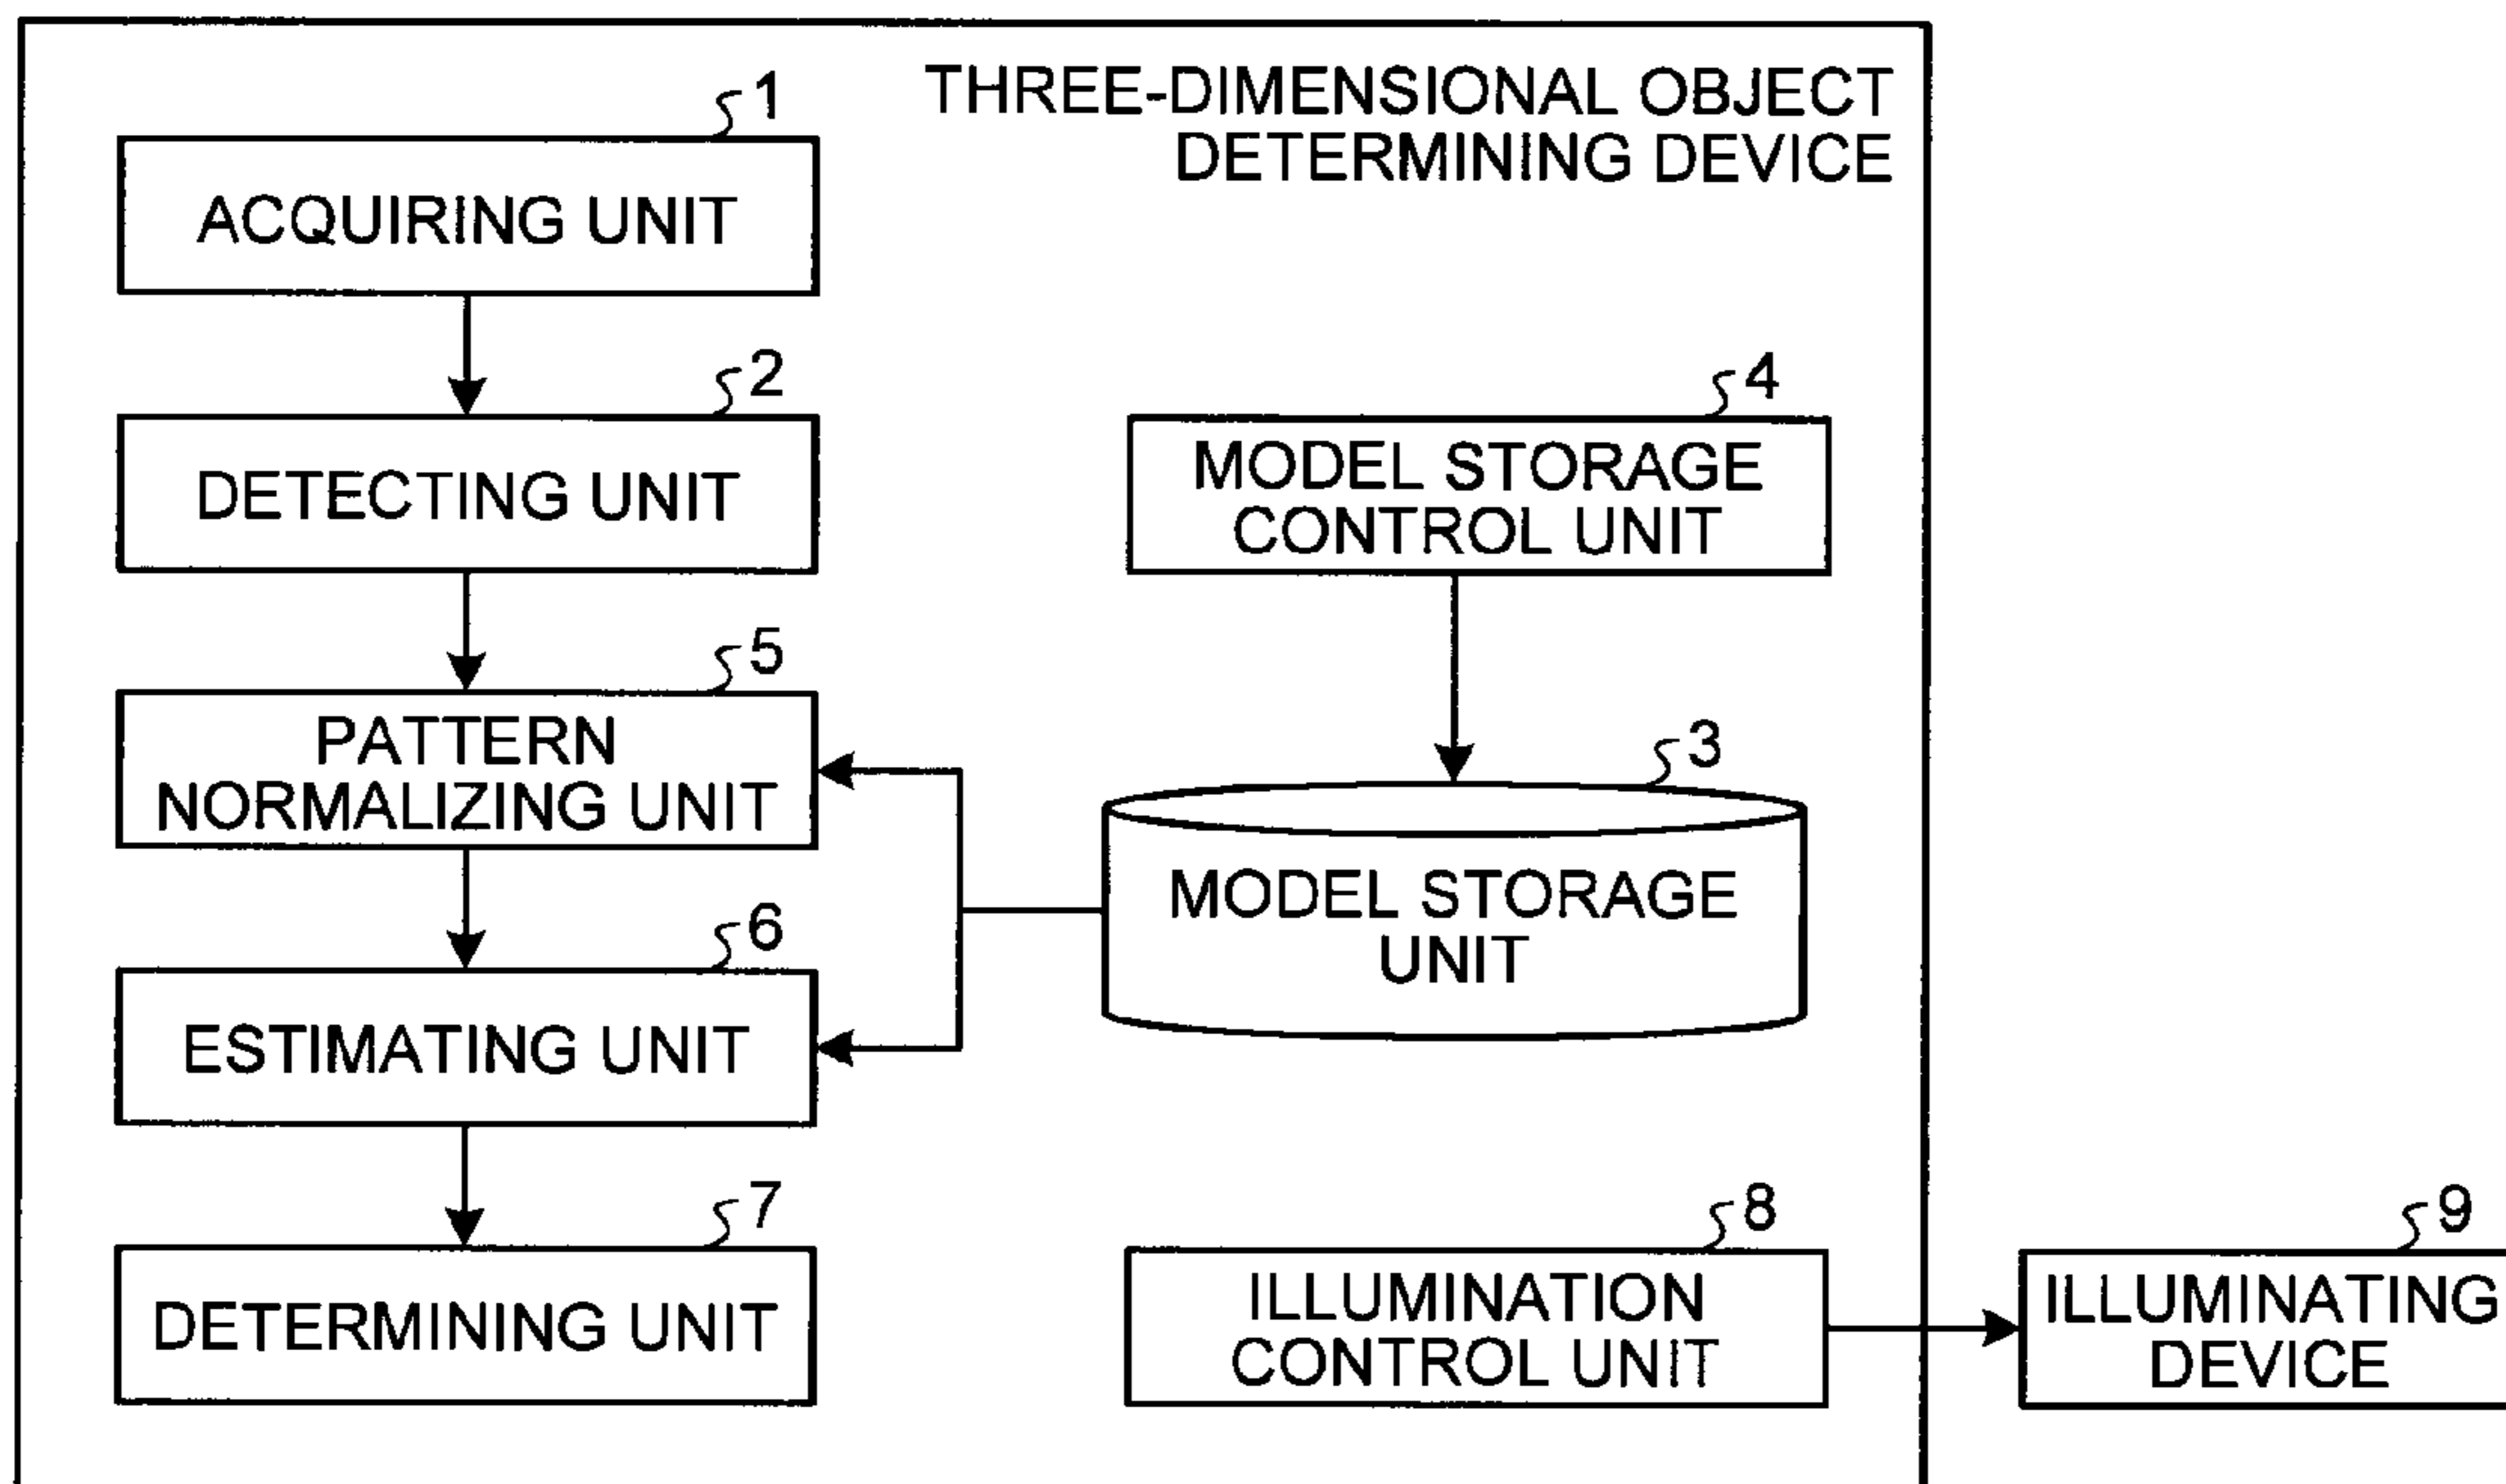 THREE-DIMENSIONAL OBJECT
DETERMINING DEVICE
1
ACQUIRING UNIT
2
DETECTING UNIT
4
MODEL STORAGE
CONTROL UNIT
5
PATTERN
NORMALIZING UNIT
3
MODEL STORAGE
UNIT
6
ESTIMATING UNIT
7
DETERMINING UNIT
8
ILLUMINATION
CONTROL UNIT
9
ILLUMINATING
DEVICE